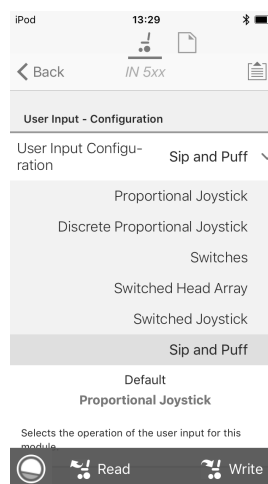 iPod 13:29
Back IN 5xx
User Input - Configuration
User Input Configu-
ration
Sip and Puff
Proportional Joystick
Discrete Proportional Joystick
Switches
Switched Head Array
Switched Joystick
Sip and Puff
Default
Proportional Joystick
Selects the operation of the user input for this
module.
Read Write